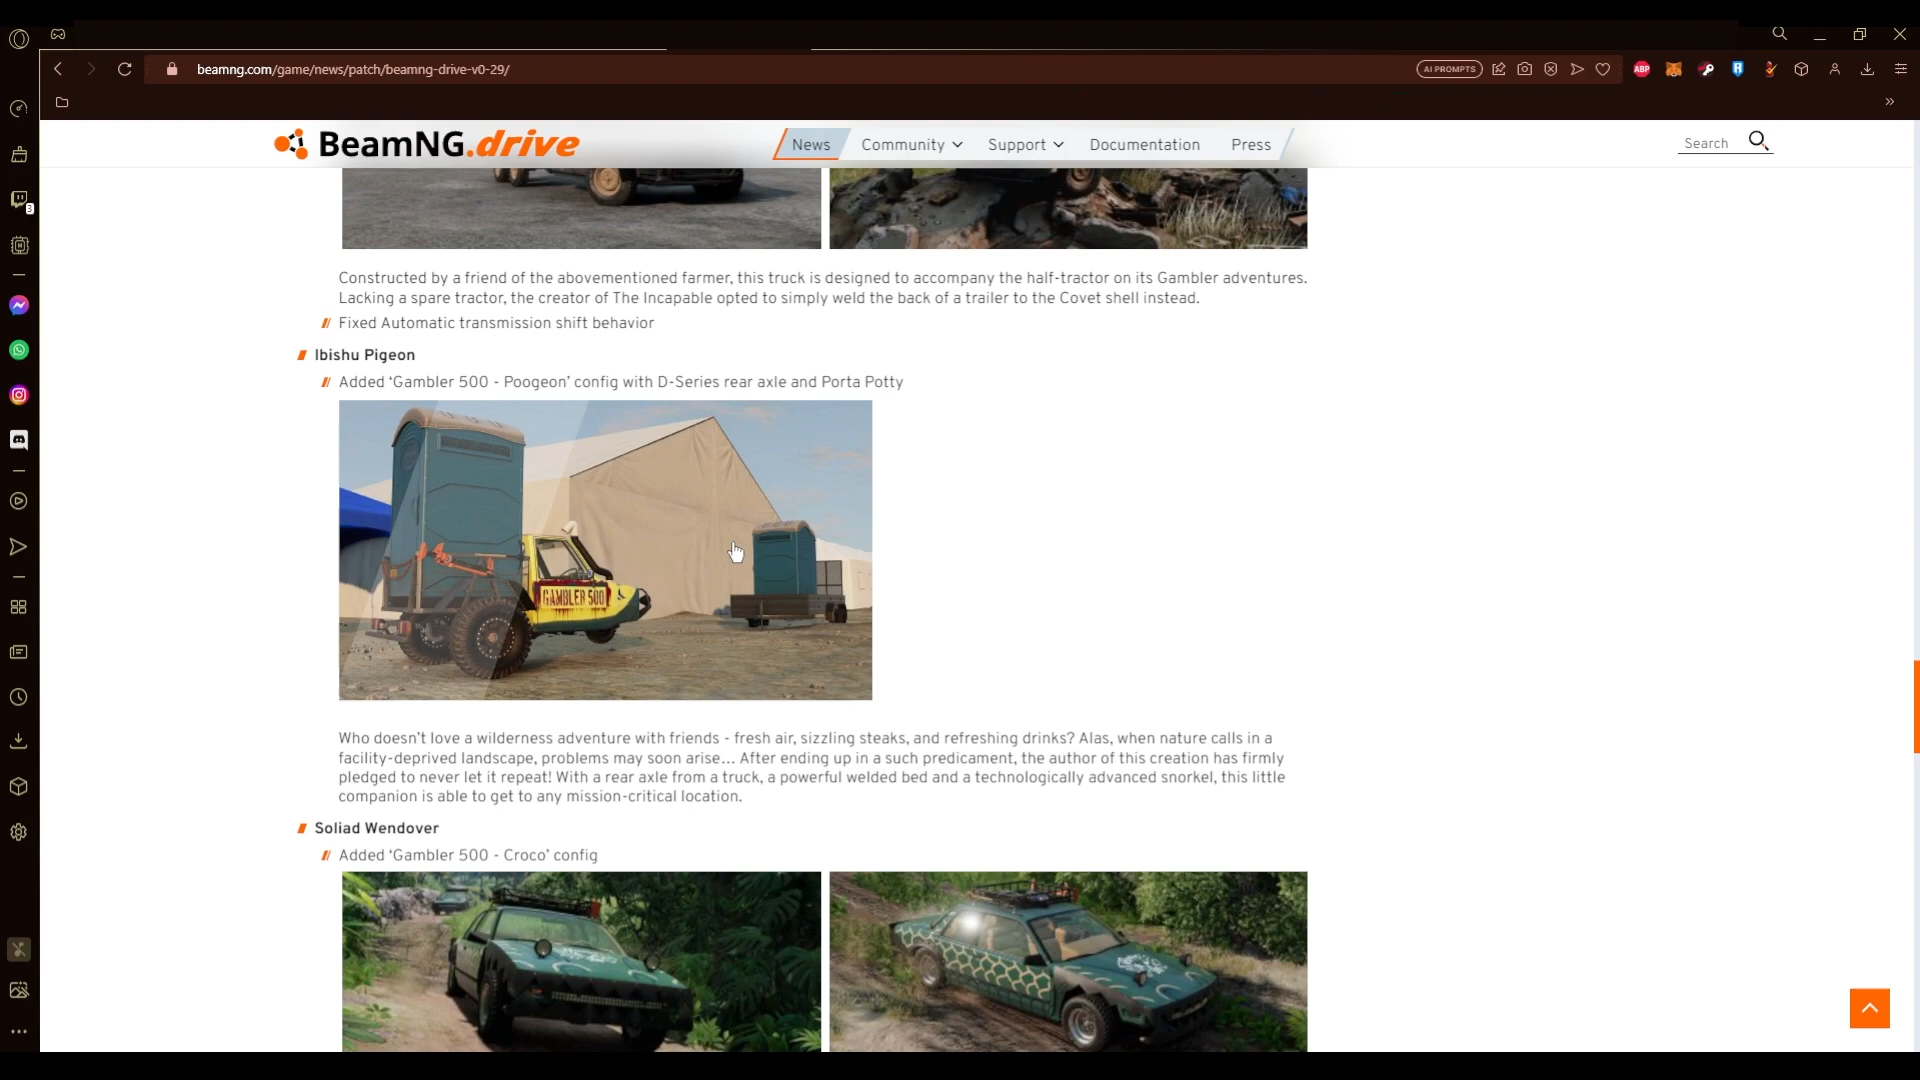 beamng.com/game/news/patch/beamng-drive-v0-29/
AI PROMPTS
ABP
BeamNG.drive
News
Community
Support
Documentation
Press
Search
3
Constructed by a friend of the abovementioned farmer, this truck is designed to accompany the half-tractor on its Gambler adventures.
Lacking a spare tractor, the creator of The Incapable opted to simply weld the back of a trailer to the Covet shell instead.
Fixed Automatic transmission shift behavior
Ibishu Pigeon
Added ‘Gambler 500 - Poogeon’ config with D-Series rear axle and Porta Potty
GAMBLER 500
Who doesn’t love a wilderness adventure with friends - fresh air, sizzling steaks, and refreshing drinks? Alas, when nature calls in a
facility-deprived landscape, problems may soon arise... After ending up in a such predicament, the author of this creation has firmly
pledged to never let it repeat! With a rear axle from a truck, a powerful welded bed and a technologically advanced snorkel, this little
companion is able to get to any mission-critical location.
Soliad Wendover
Added ‘Gambler 500 - Croco’ config